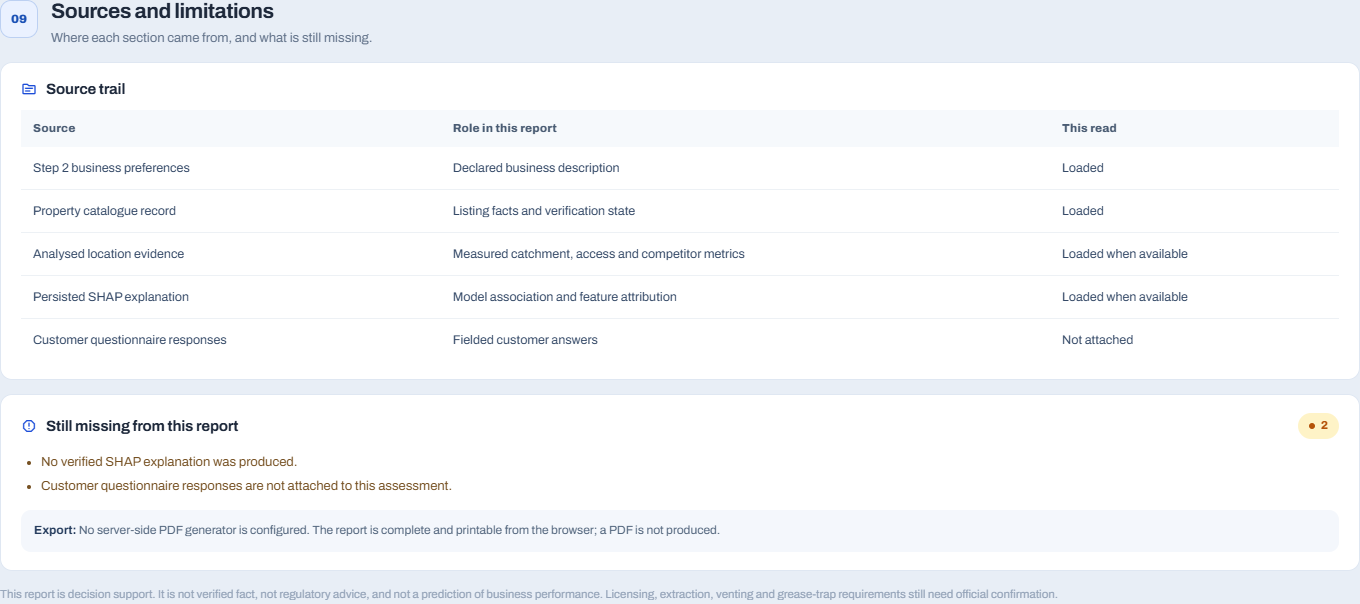 09
Sources and limitations
Where each section came from, and what is still missing.
Source trail
Source Role in this report This read
Step 2 business preferences Declared business description Loaded
Property catalogue record Listing facts and verification state Loaded
Analysed location evidence Measured catchment, access and competitor metrics Loaded when available
Persisted SHAP explanation Model association and feature attribution Loaded when available
Customer questionnaire responses Fielded customer answers Not attached
Still missing from this report
2
• No verified SHAP explanation was produced.
• Customer questionnaire responses are not attached to this assessment.
Export: No server-side PDF generator is configured. The report is complete and printable from the browser; a PDF is not produced.
This report is decision support. It is not verified fact, not regulatory advice, and not a prediction of business performance. Licensing, extraction, venting and grease-trap requirements still need official confirmation.